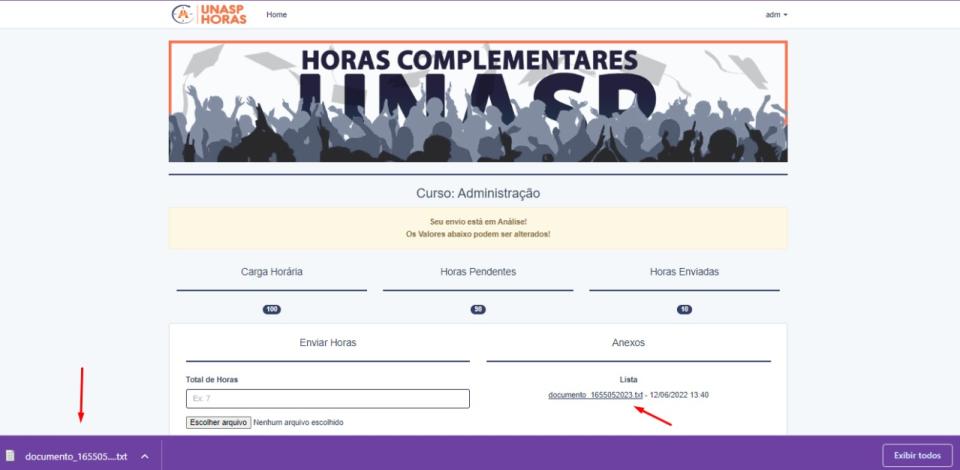 UNASP
HORAS
Home
adm
HORAS COMPLEMENTARES
UNASP
Curso: Administração
Seu envio está em Análise!
Os Valores abaixo podem ser alterados!
Carga Horária
Horas Pendentes
Horas Enviadas
100
90
10
Enviar Horas
Anexos
Total de Horas
Lista
Ex: 7
documento_1655052023.txt - 12/06/2022 13:40
Escolher arquivo Nenhum arquivo escolhido
documento_165505....txt
Exibir todos